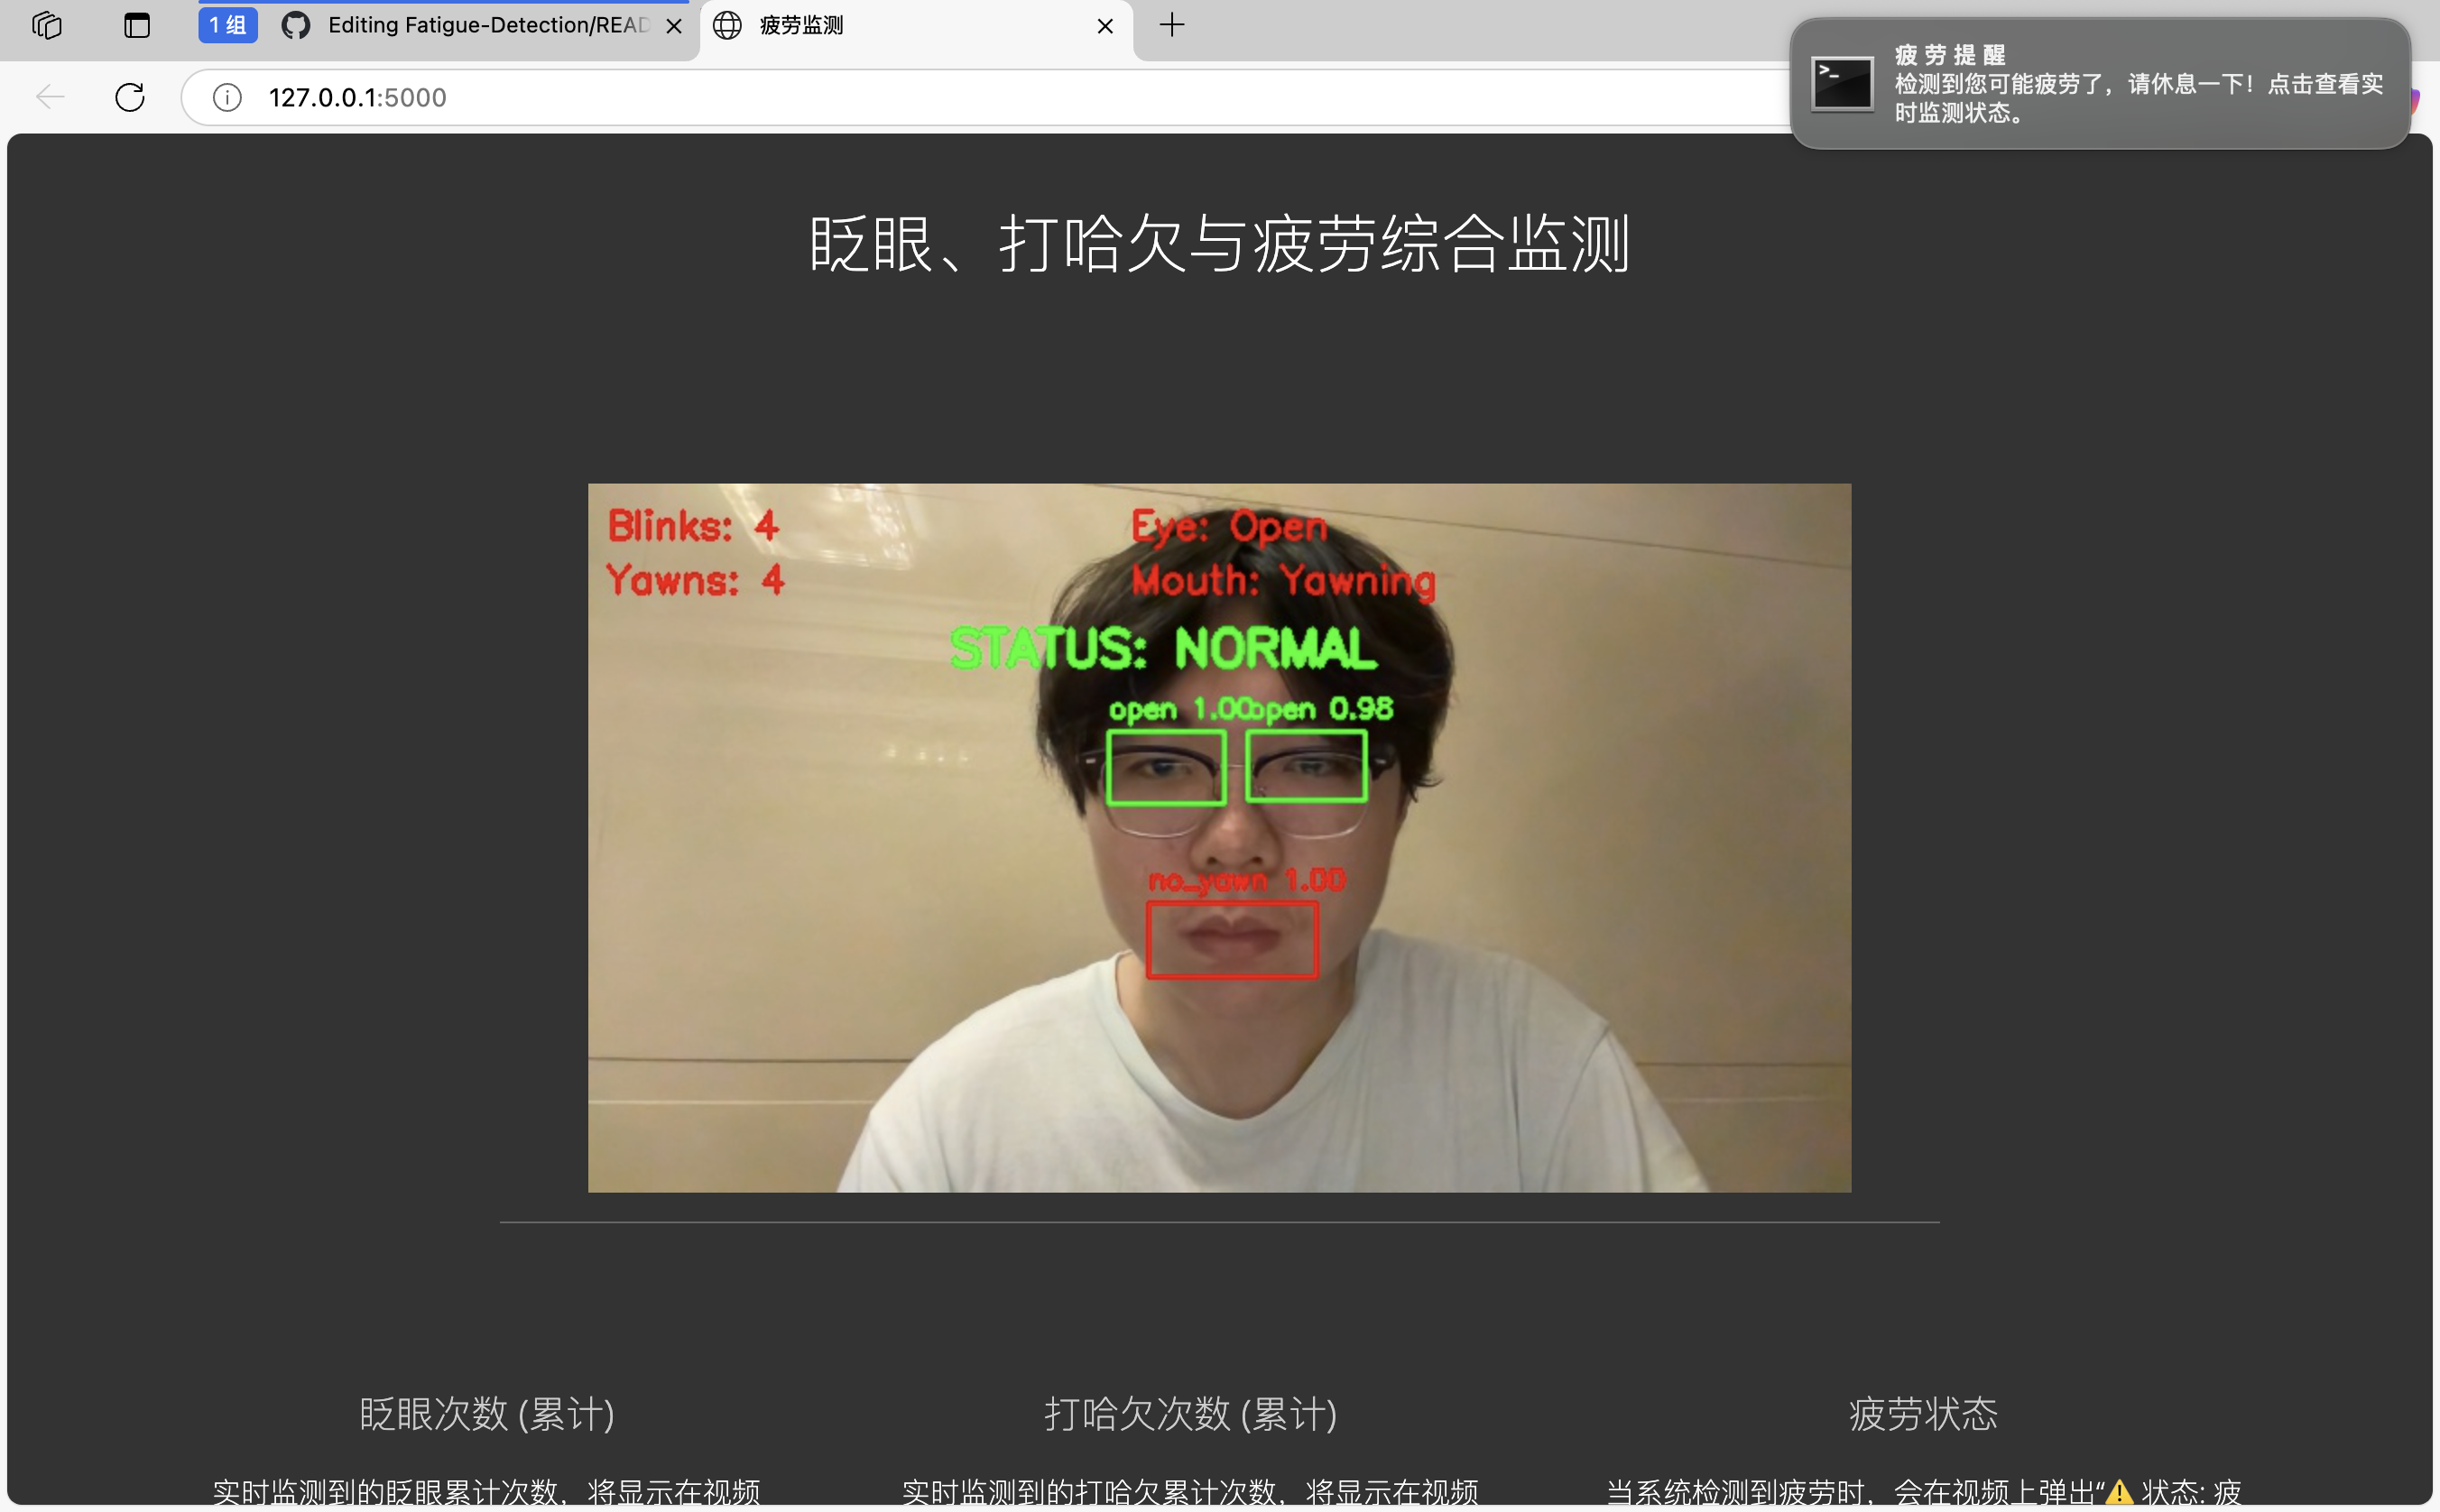 1 组
Editing Fatigue-Detection/READ
疲劳监测
疲劳提醒
检测到您可能疲劳了，请休息一下！点击查看实
时监测状态。
127.0.0.1:5000
眨眼、打哈欠与疲劳综合监测
Blinks: 4
Eye: Open
Yawns: 4
Mouth: Yawning
STATUS: NORMAL
open 1.00
open 0.98
no_yawn 1.00
眨眼次数 (累计)
打哈欠次数 (累计)
疲劳状态
实时监测到的眨眼累计次数，将显示在视频
实时监测到的打哈欠累计次数，将显示在视频
当系统检测到疲劳时，会在视频上弹出“⚠️ 状态: 疲